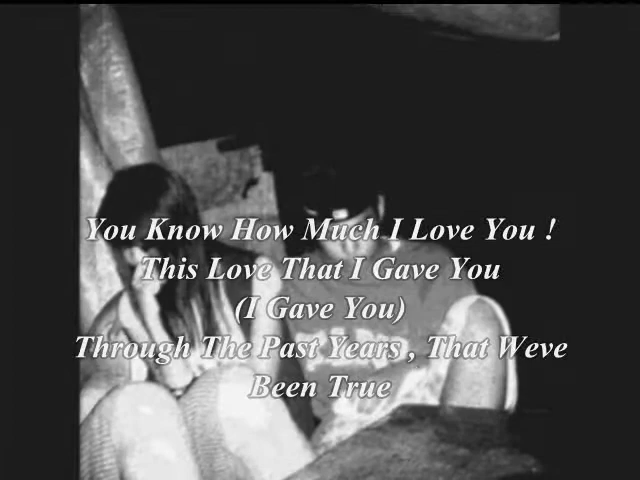 You Know How Much I Love You !
This Love That I Gave You
(I Gave You)
Through The Past Years , That Weve
Been True